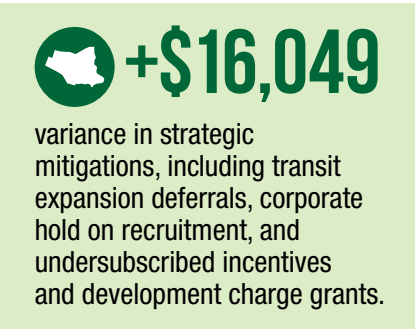 +$16,049
variance in strategic
mitigations, including transit
expansion deferrals, corporate
hold on recruitment, and
undersubscribed incentives
and development charge grants.